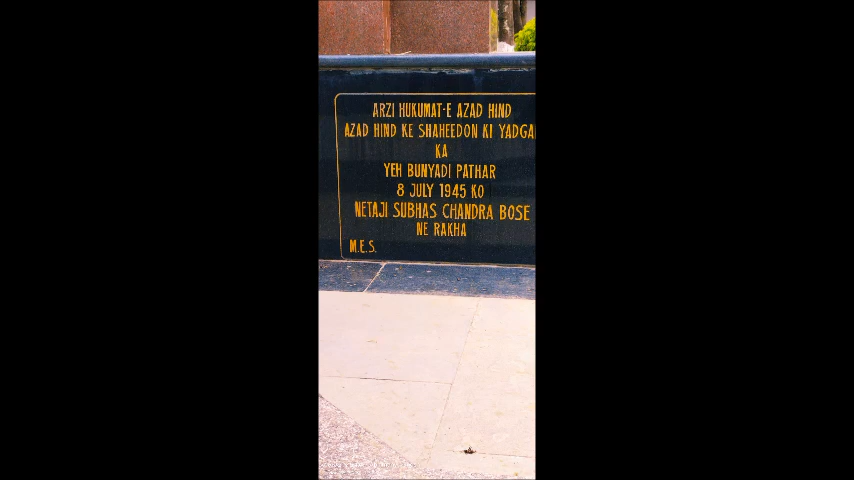 ARZI HUKUMAT-E AZAD HIND
AZAD HIND KE SHAHEEDON KI YADGA
KA
YEH BUNYADI PATHAR
8 JULY 1945 KO
NETAJI SUBHAS CHANDRA BOSE
NE RAKHA
M.E.S.